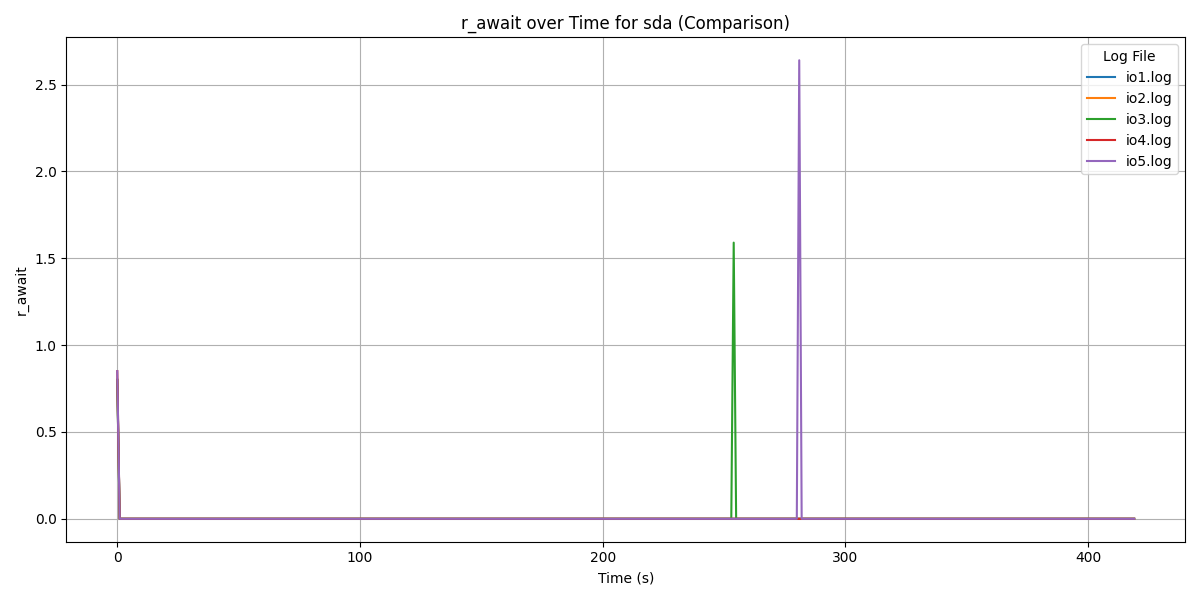 r_await over Time for sda (Comparison)
Log File
io1.log
io2.log
io3.log
io4.log
io5.log
r_await
2.5
2.0
1.5
1.0
0.5
0.0
0
100
200
300
400
Time (s)